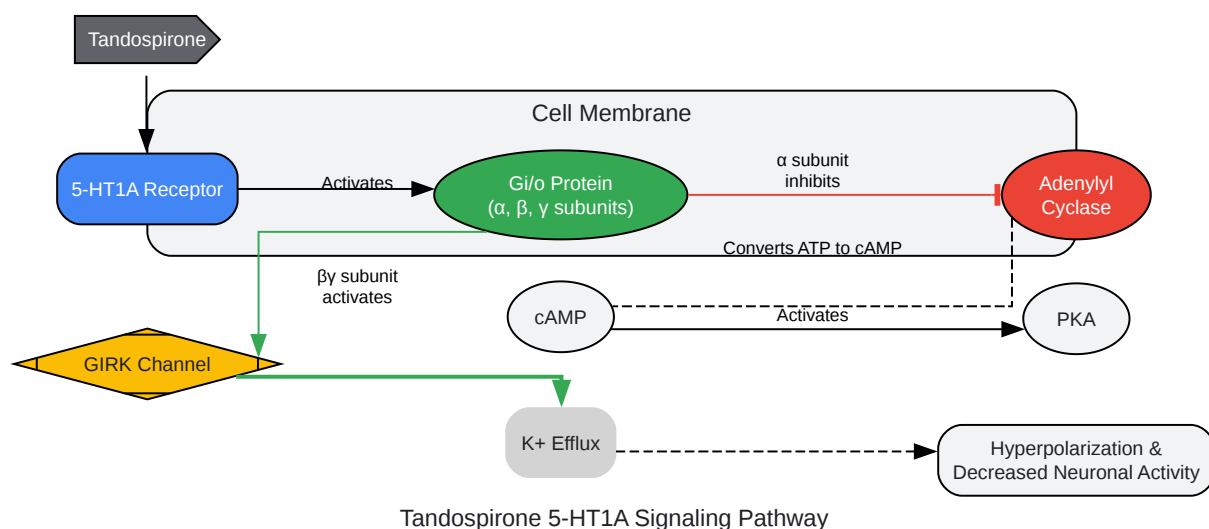 Tandospirone
Cell Membrane
5-HT1A Receptor
Activates
Gi/o Protein
(α, β, γ subunits)
α subunit
inhibits
Adenylyl
Cyclase
Converts ATP to cAMP
βγ subunit
activates
cAMP
Activates
PKA
GIRK Channel
K+ Efflux
Hyperpolarization &
Decreased Neuronal Activity
Tandospirone 5-HT1A Signaling Pathway